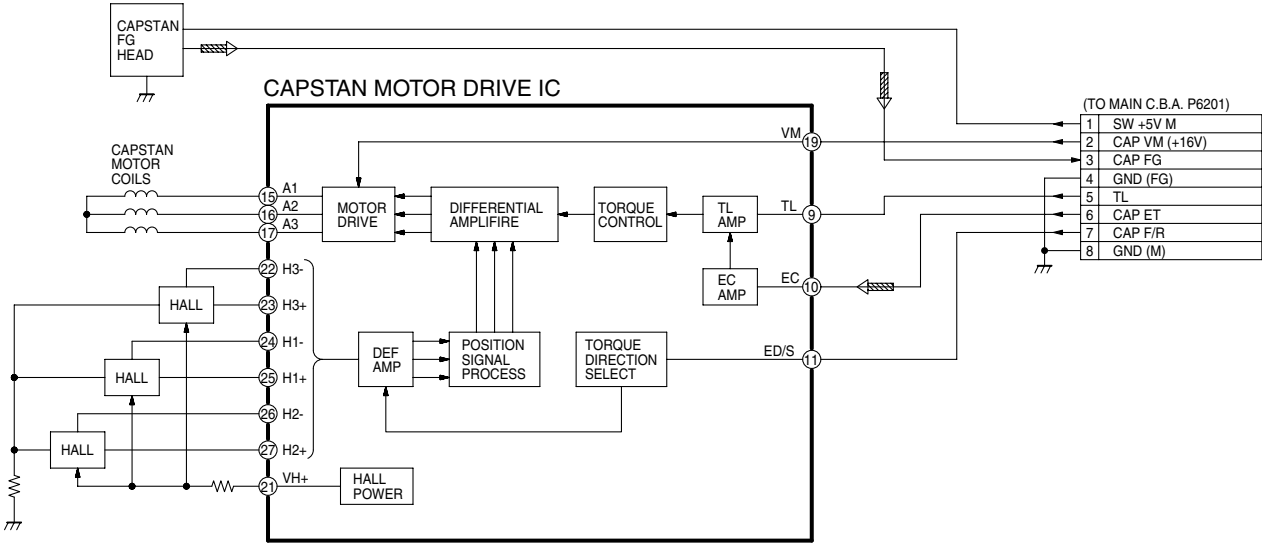 CAPSTAN
FG
HEAD
CAPSTAN MOTOR DRIVE IC
(TO MAIN C.B.A. P6201)
1 SW +5V M
2 CAP VM (+16V)
3 CAP FG
4 GND (FG)
5 TL
6 CAP ET
7 CAP F/R
8 GND (M)
VM 19
CAPSTAN
MOTOR
COILS
15 A1
16 A2
17 A3
MOTOR
DRIVE
DIFFERENTIAL
AMPLIFIRE
TORQUE
CONTROL
TL
AMP
TL 9
EC
AMP
EC 10
22 H3-
HALL
23 H3+
24 H1-
HALL
25 H1+
26 H2-
HALL
27 H2+
DEF
AMP
POSITION
SIGNAL
PROCESS
TORQUE
DIRECTION
SELECT
ED/S 11
21 VH+
HALL
POWER